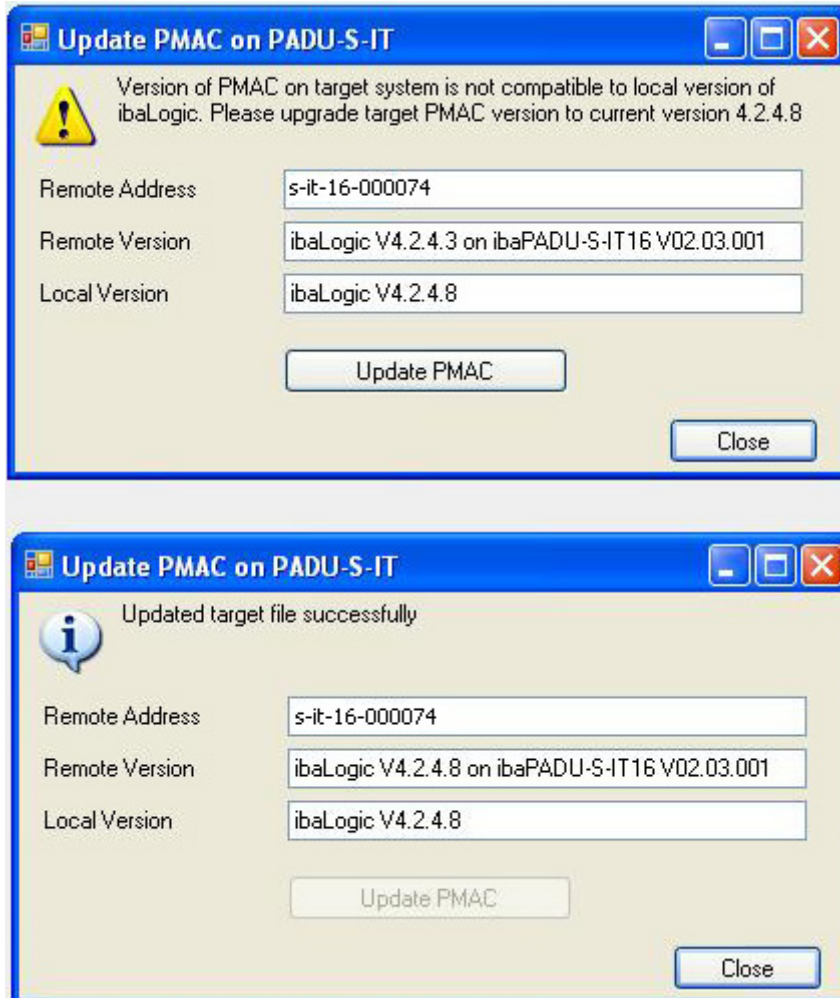 Update PMAC on PADU-S-IT
Version of PMAC on target system is not compatible to local version of
ibaLogic. Please upgrade target PMAC version to current version 4.2.4.8
Remote Address s-it-16-000074
Remote Version ibaLogic V4.2.4.3 on ibaPADU-S-IT16 V02.03.001
Local Version ibaLogic V4.2.4.8
Update PMAC
Close
Update PMAC on PADU-S-IT
Updated target file successfully
Remote Address s-it-16-000074
Remote Version ibaLogic V4.2.4.8 on ibaPADU-S-IT16 V02.03.001
Local Version ibaLogic V4.2.4.8
Update PMAC
Close